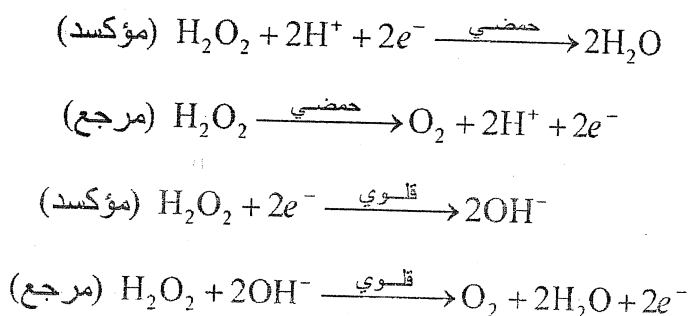 (مؤكسد) H₂O₂ + 2H⁺ + 2e⁻ —حمضي→ 2H₂O
(مرجع) H₂O₂ —حمضي→ O₂ + 2H⁺ + 2e⁻
(مؤكسد) H₂O₂ + 2e⁻ —قلوي→ 2OH⁻
(مرجع) H₂O₂ + 2OH⁻ —قلوي→ O₂ + 2H₂O + 2e⁻